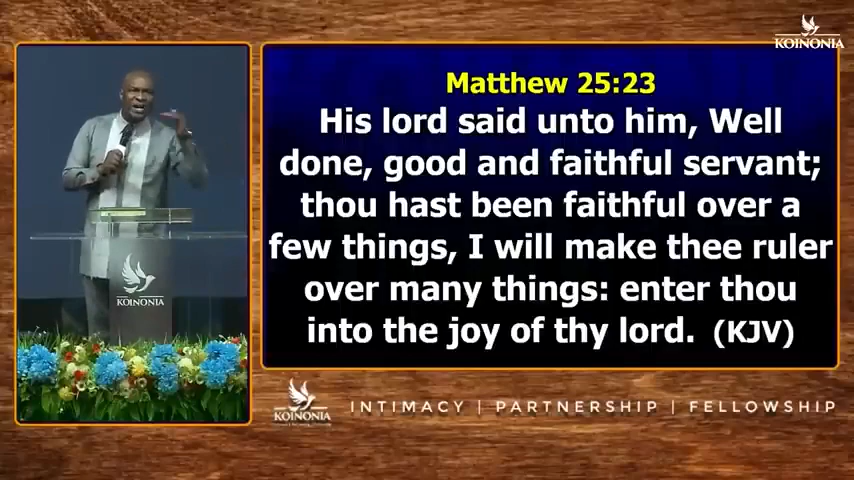 KOINONIA
Matthew 25:23
His lord said unto him, Well
done, good and faithful servant;
thou hast been faithful over a
few things, I will make thee ruler
over many things: enter thou
into the joy of thy lord. (KJV)
KOINONIA
KOINONIA
INTIMACY | PARTNERSHIP | FELLOWSHIP